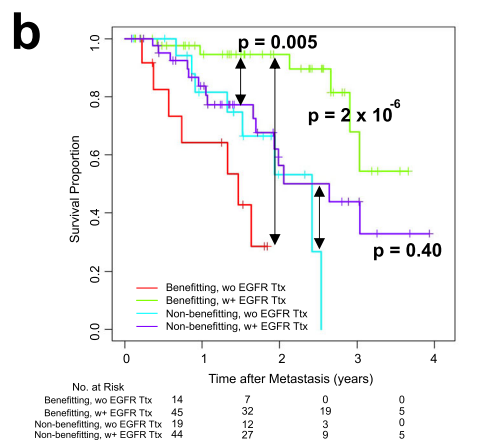 b
p = 0.005
p = 2 x 10-6
p = 0.40
Survival Proportion
1.0
0.8
0.6
0.4
0.2
0.0
Benefitting, wo EGFR Ttx
Benefitting, w+ EGFR Ttx
Non-benefitting, wo EGFR Ttx
Non-benefitting, w+ EGFR Ttx
0 1 2 3 4
Time after Metastasis (years)
No. at Risk
Benefitting, wo EGFR Ttx 14 7 0 0
Benefitting, w+ EGFR Ttx 45 32 19 5
Non-benefitting, wo EGFR Ttx 19 12 3 0
Non-benefitting, w+ EGFR Ttx 44 27 9 5